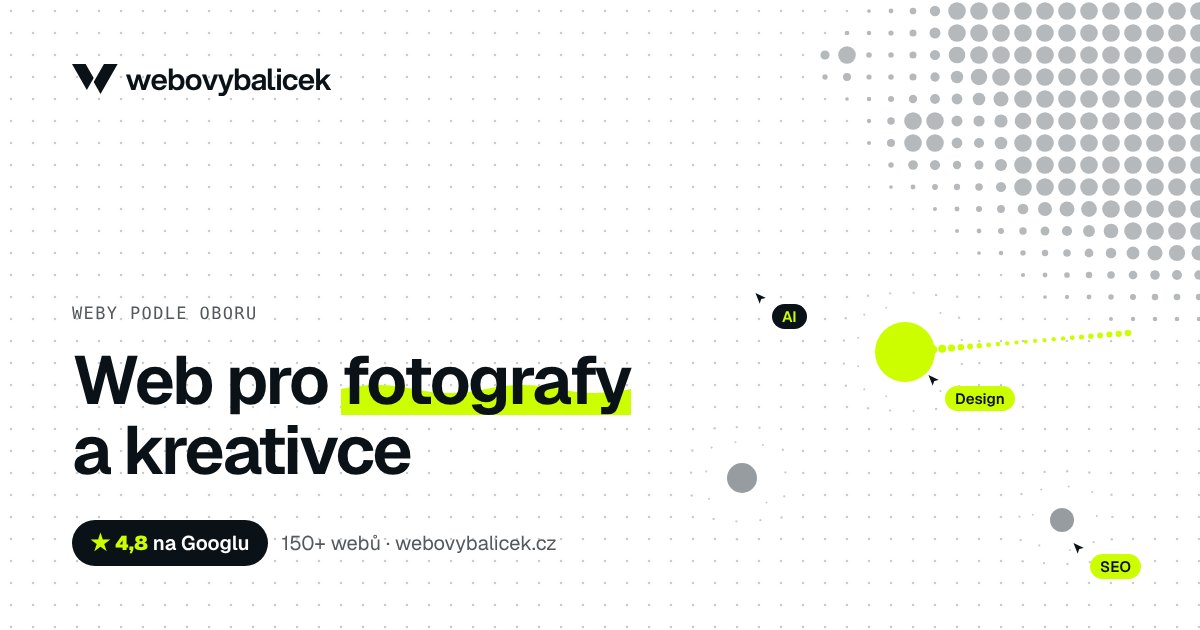 webovybalicek
WEBY PODLE OBORU
Web pro fotografy
a kreativce
★ 4,8 na Googlu
150+ webů · webovybalicek.cz
AI
Design
SEO